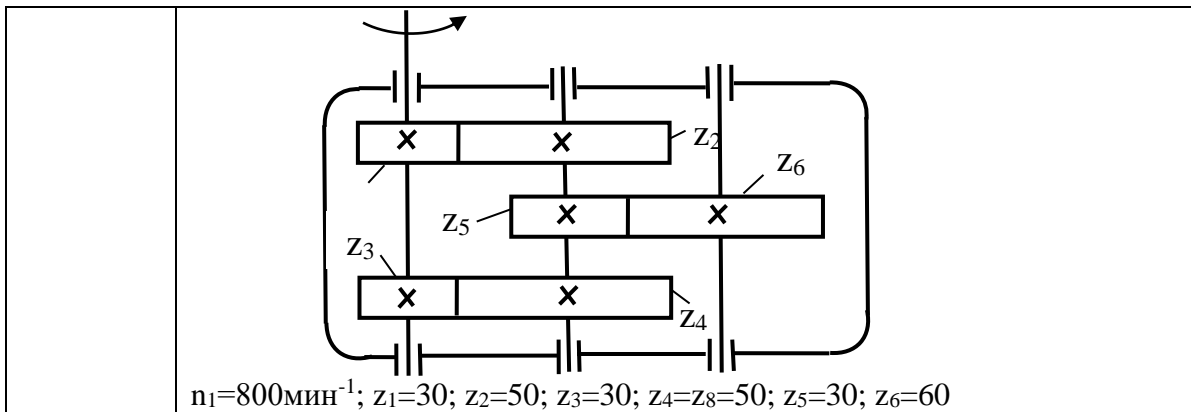 z₂
z₆
z₅
z₃
z₄
n₁=800мин⁻¹; z₁=30; z₂=50; z₃=30; z₄=z₈=50; z₅=30; z₆=60